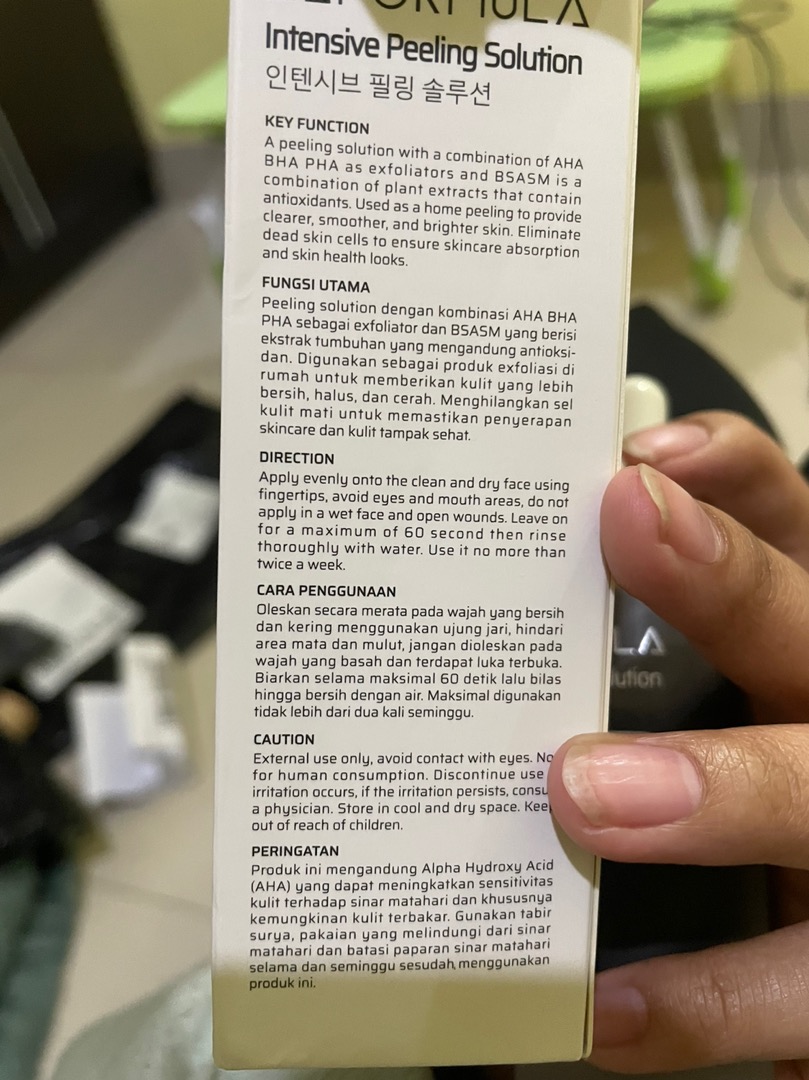 Intensive Peeling Solution
인텐시브 필링 솔루션
KEY FUNCTION
A peeling solution with a combination of AHA
BHA PHA as exfoliators and BSASM is a
combination of plant extracts that contain
antioxidants. Used as a home peeling to provide
clearer, smoother, and brighter skin. Eliminate
dead skin cells to ensure skincare absorption
and skin health looks.
FUNGSI UTAMA
Peeling solution dengan kombinasi AHA BHA
PHA sebagai exfoliator dan BSASM yang berisi
ekstrak tumbuhan yang mengandung antioksi-
dan. Digunakan sebagai produk exfoliasi di
rumah untuk memberikan kulit yang lebih
bersih, halus, dan cerah. Menghilangkan sel
kulit mati untuk memastikan penyerapan
skincare dan kulit tampak sehat.
DIRECTION
Apply evenly onto the clean and dry face using
fingertips, avoid eyes and mouth areas, do not
apply in a wet face and open wounds. Leave on
for a maximum of 60 second then rinse
thoroughly with water. Use it no more than
twice a week.
CARA PENGGUNAAN
Oleskan secara merata pada wajah yang bersih
dan kering menggunakan ujung jari, hindari
area mata dan mulut, jangan dioleskan pada
wajah yang basah dan terdapat luka terbuka.
Biarkan selama maksimal 60 detik lalu bilas
hingga bersih dengan air. Maksimal digunakan
tidak lebih dari dua kali seminggu.
CAUTION
External use only, avoid contact with eyes. No
for human consumption. Discontinue use
irritation occurs, if the irritation persists, consu
a physician. Store in cool and dry space. Kee
out of reach of children.
PERINGATAN
Produk ini mengandung Alpha Hydroxy Acid
(AHA) yang dapat meningkatkan sensitivitas
kulit terhadap sinar matahari dan khususnya
kemungkinan kulit terbakar. Gunakan tabir
surya, pakaian yang melindungi dari sinar
matahari dan batasi paparan sinar matahari
selama dan seminggu sesudah menggunakan
produk ini.
LA
ution